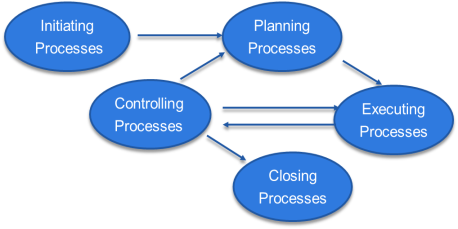 Initiating
Processes
Planning
Processes
Controlling
Processes
Executing
Processes
Closing
Processes